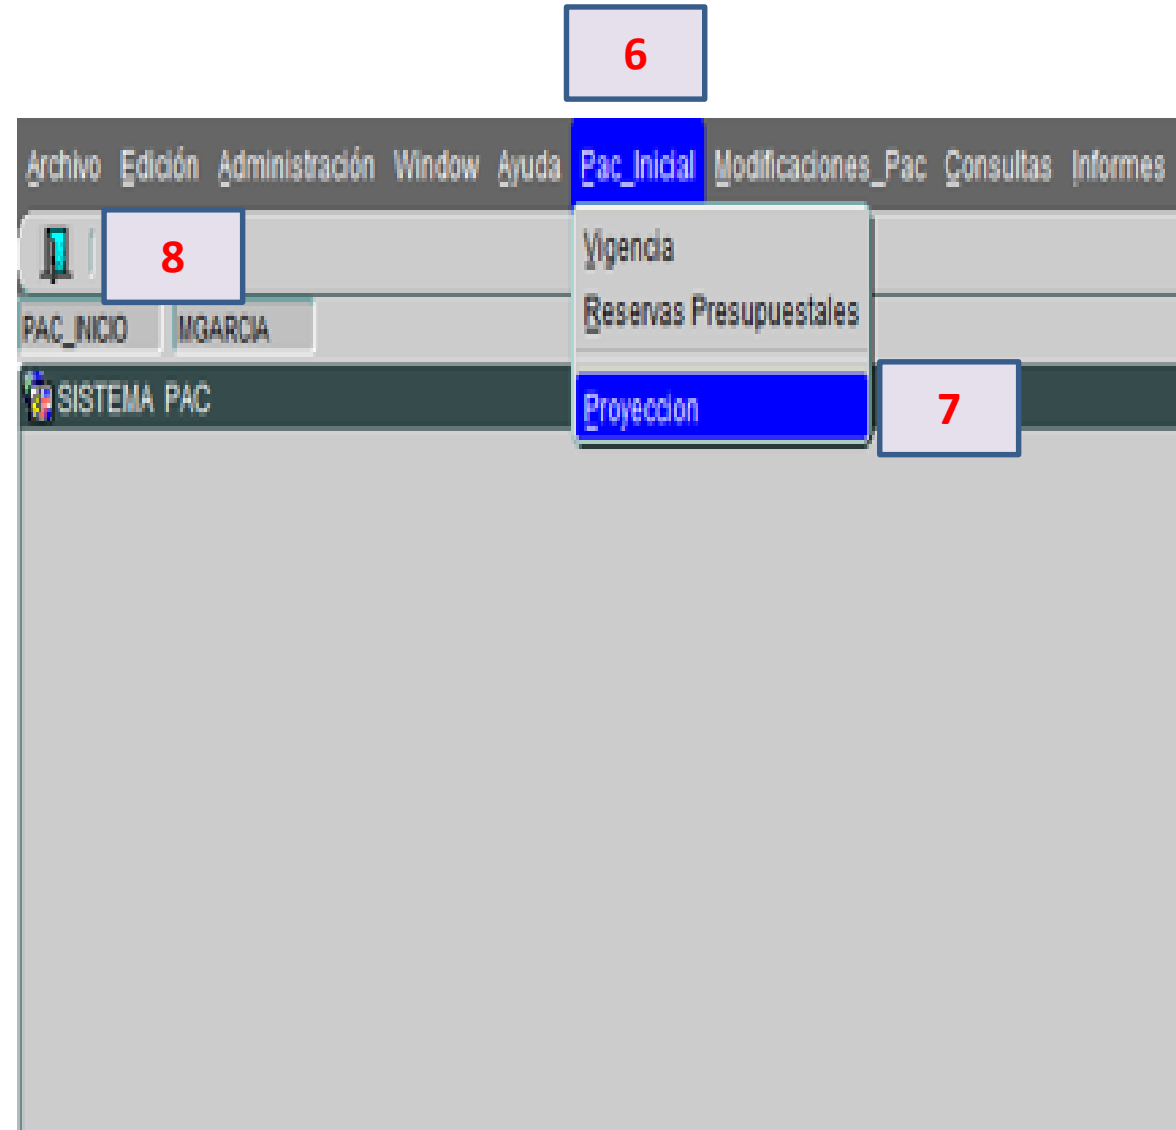 6
Archivo Edición Administración Window Ayuda Pac_Inicial Modificaciones_Pac Consultas Informes
8
Vigencia
Reservas Presupuestales
PAC_INICIO MGARCIA
SISTEMA PAC
Proyeccion
7